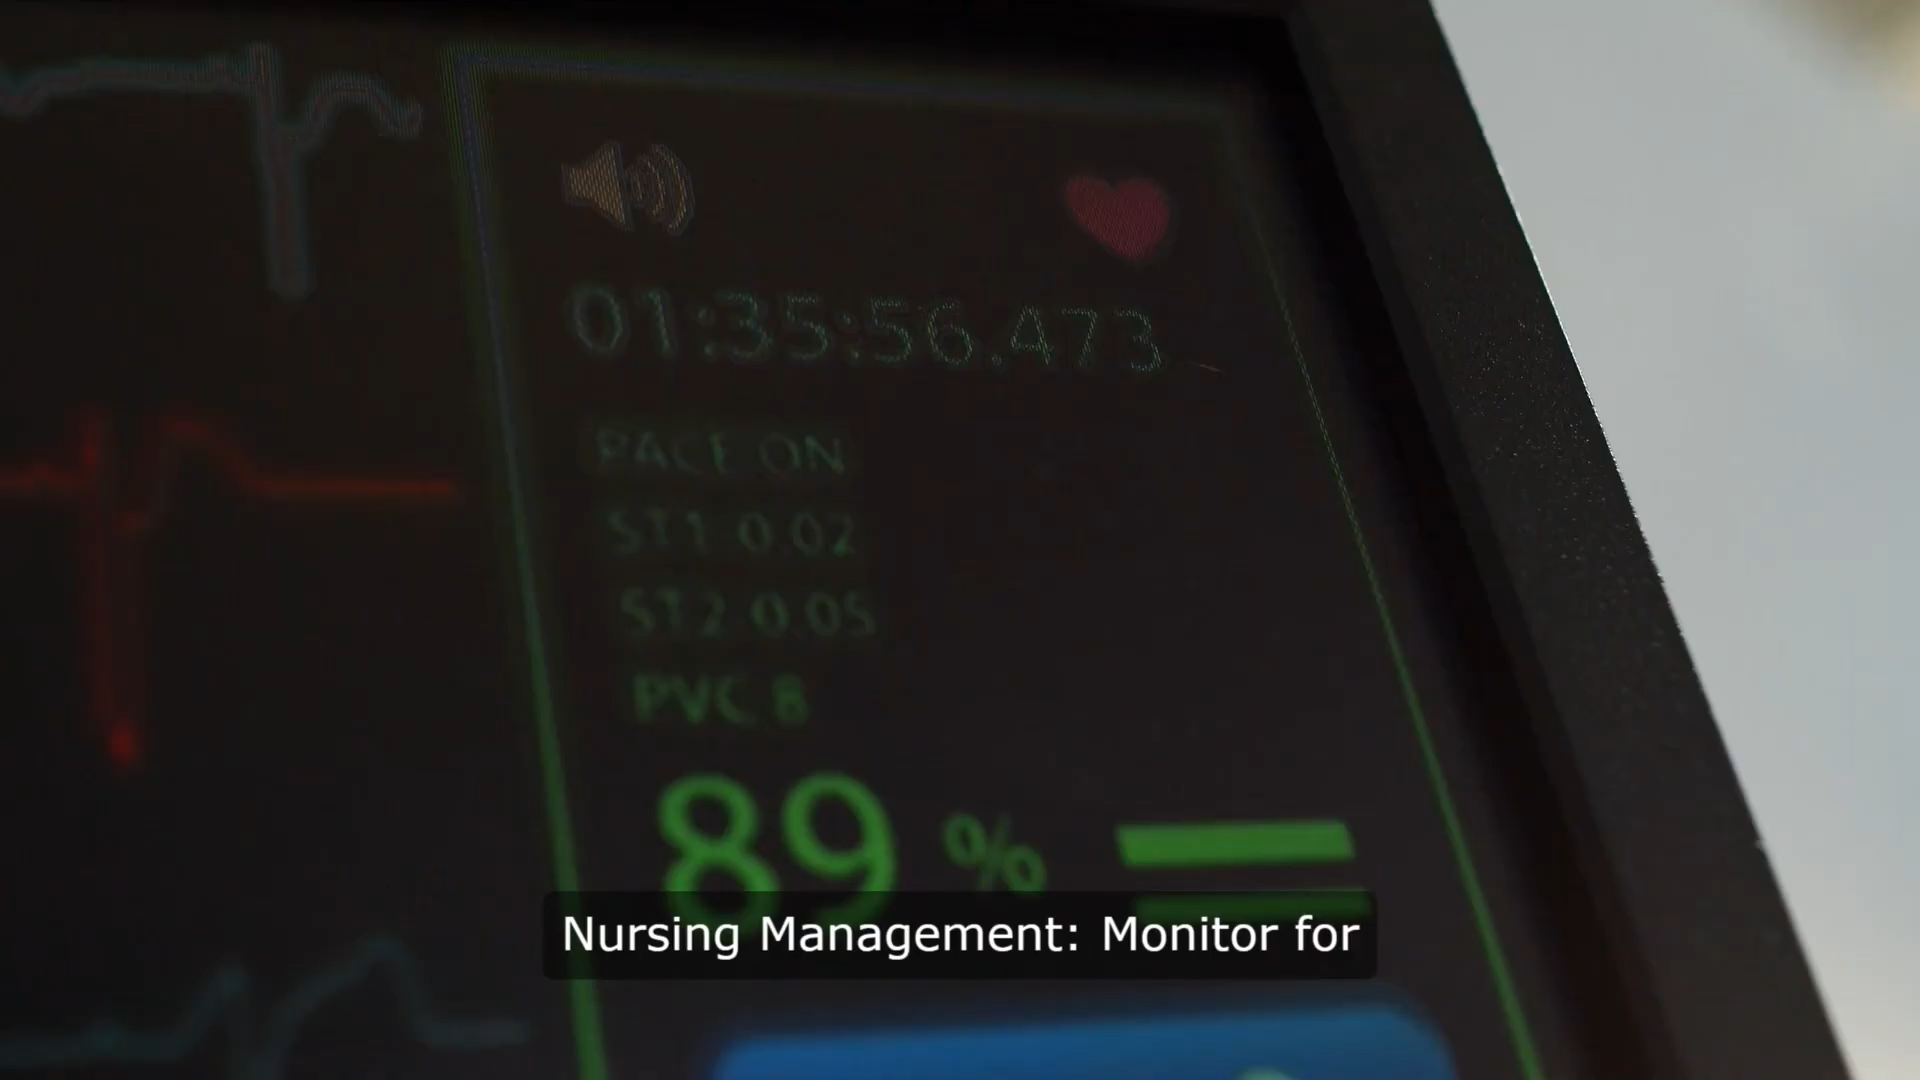 01:35:56.473
PACE ON
ST1 0.02
ST2 0.05
PVC 8
89 %
Nursing Management: Monitor for